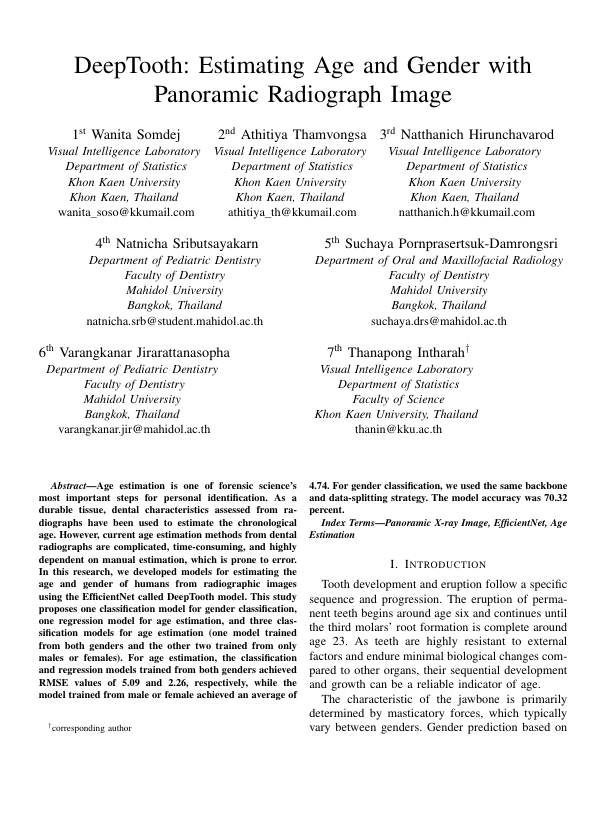 DeepTooth: Estimating Age and Gender with
Panoramic Radiograph Image
1st Wanita Somdej
Visual Intelligence Laboratory
Department of Statistics
Khon Kaen University
Khon Kaen, Thailand
wanita_soso@kkumail.com
2nd Athitiya Thamvongsa
Visual Intelligence Laboratory
Department of Statistics
Khon Kaen University
Khon Kaen, Thailand
athitiya_th@kkumail.com
3rd Natthanich Hirunchavarod
Visual Intelligence Laboratory
Department of Statistics
Khon Kaen University
Khon Kaen, Thailand
natthanich.h@kkumail.com
4th Natnicha Sributsayakarn
Department of Pediatric Dentistry
Faculty of Dentistry
Mahidol University
Bangkok, Thailand
natnicha.srb@student.mahidol.ac.th
5th Suchaya Pornprasertsuk-Damrongsri
Department of Oral and Maxillofacial Radiology
Faculty of Dentistry
Mahidol University
Bangkok, Thailand
suchaya.drs@mahidol.ac.th
6th Varangkanar Jirarattanasopha
Department of Pediatric Dentistry
Faculty of Dentistry
Mahidol University
Bangkok, Thailand
varangkanar.jir@mahidol.ac.th
7th Thanapong Intharah†
Visual Intelligence Laboratory
Department of Statistics
Faculty of Science
Khon Kaen University, Thailand
thanin@kku.ac.th
Abstract—Age estimation is one of forensic science's
most important steps for personal identification. As a
durable tissue, dental characteristics assessed from ra-
diographs have been used to estimate the chronological
age. However, current age estimation methods from dental
radiographs are complicated, time-consuming, and highly
dependent on manual estimation, which is prone to error.
In this research, we developed models for estimating the
age and gender of humans from radiographic images
using the EfficientNet called DeepTooth model. This study
proposes one classification model for gender classification,
one regression model for age estimation, and three clas-
sification models for age estimation (one model trained
from both genders and the other two trained from only
males or females). For age estimation, the classification
and regression models trained from both genders achieved
RMSE values of 5.09 and 2.26, respectively, while the
model trained from male or female achieved an average of
†corresponding author
4.74. For gender classification, we used the same backbone
and data-splitting strategy. The model accuracy was 70.32
percent.
Index Terms—Panoramic X-ray Image, EfficientNet, Age
Estimation
I. INTRODUCTION
Tooth development and eruption follow a specific
sequence and progression. The eruption of perma-
nent teeth begins around age six and continues until
the third molars' root formation is complete around
age 23. As teeth are highly resistant to external
factors and endure minimal biological changes com-
pared to other organs, their sequential development
and growth can be a reliable indicator of age.
The characteristic of the jawbone is primarily
determined by masticatory forces, which typically
vary between genders. Gender prediction based on